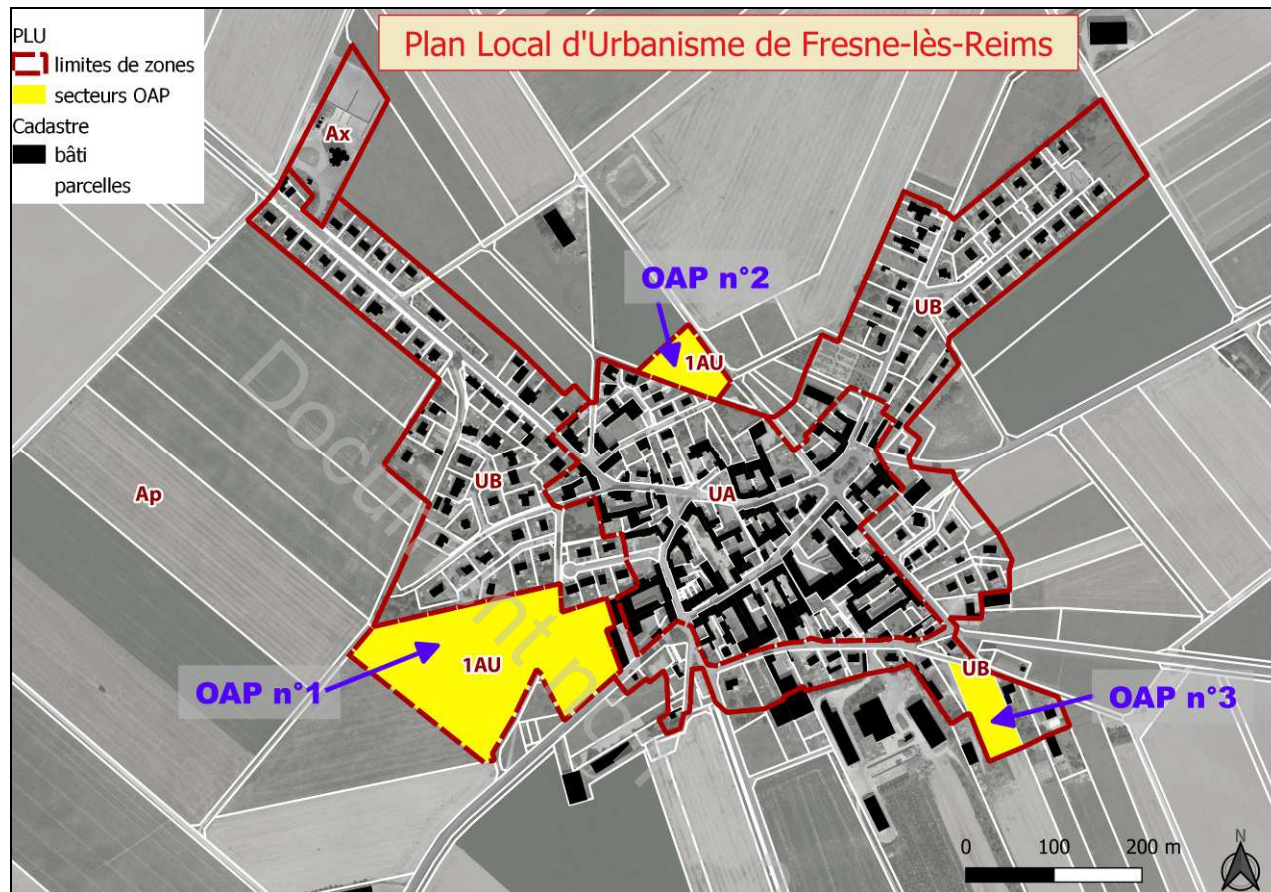 Plan Local d'Urbanisme de Fresne-lès-Reims
PLU
limites de zones
secteurs OAP
Cadastre
bâti
parcelles
Ax
OAP n°2
1AU
UB
Ap
UB
UA
1AU
OAP n°1
UB
OAP n°3
0 100 200 m
N
Document n